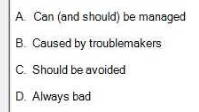 A. Can (and should) be managed
B. Caused by troublemakers
C. Should be avoided
D. Always bad